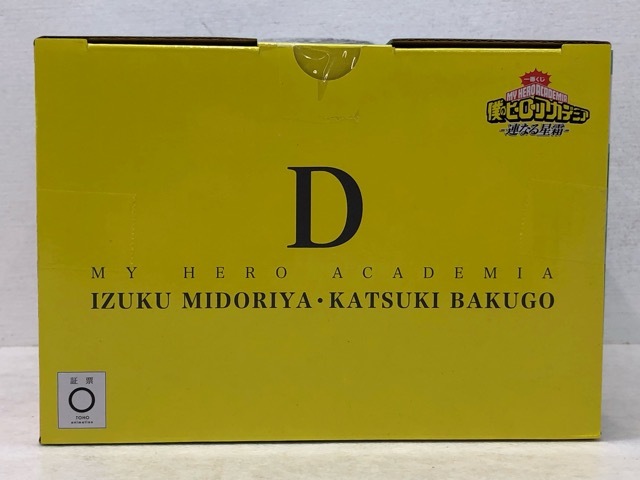 一番くじ
MY HERO ACADEMIA
僕のヒーローアカデミア
-連なる星霜-
D
MY HERO ACADEMIA
IZUKU MIDORIYA・KATSUKI BAKUGO
証 票
TOHO
animation